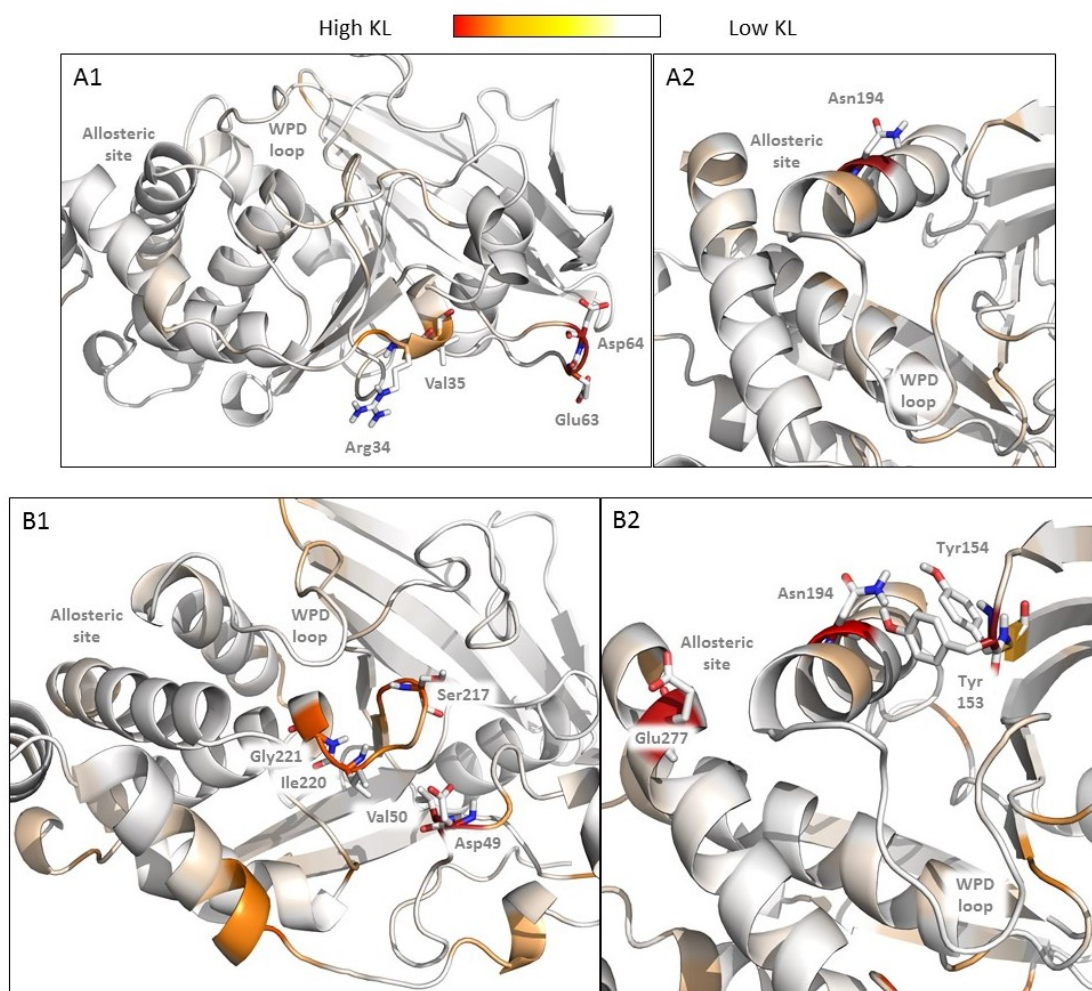 High KL
Low KL
A1
Allosteric
site
WPD
loop
Arg34
Val35
Asp64
Glu63
A2
Asn194
Allosteric
site
WPD
loop
B1
Allosteric
site
WPD
loop
Ser217
Gly221
Ile220
Val50
Asp49
B2
Tyr154
Asn194
Allosteric
site
Tyr
153
Glu277
WPD
loop